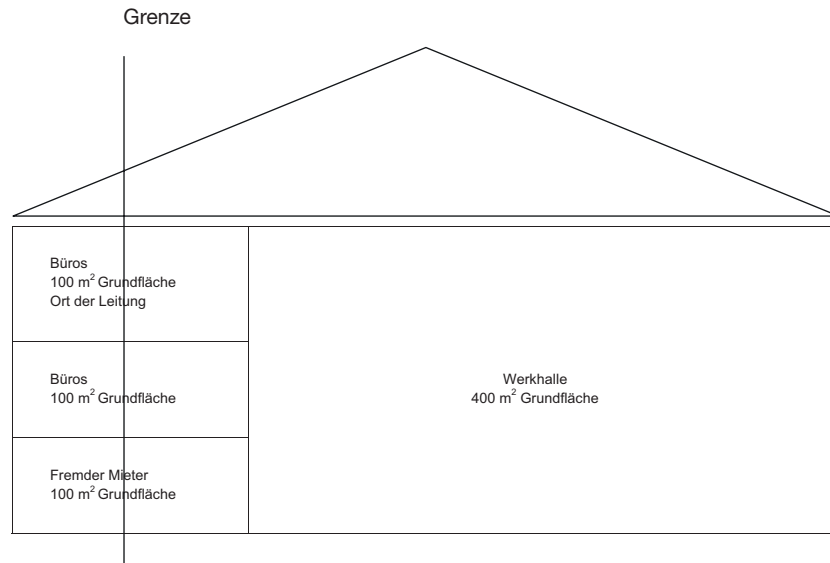 Grenze
Büros
100 m² Grundfläche
Ort der Leitung
Büros
100 m² Grundfläche
Werkhalle
400 m² Grundfläche
Fremder Mieter
100 m² Grundfläche